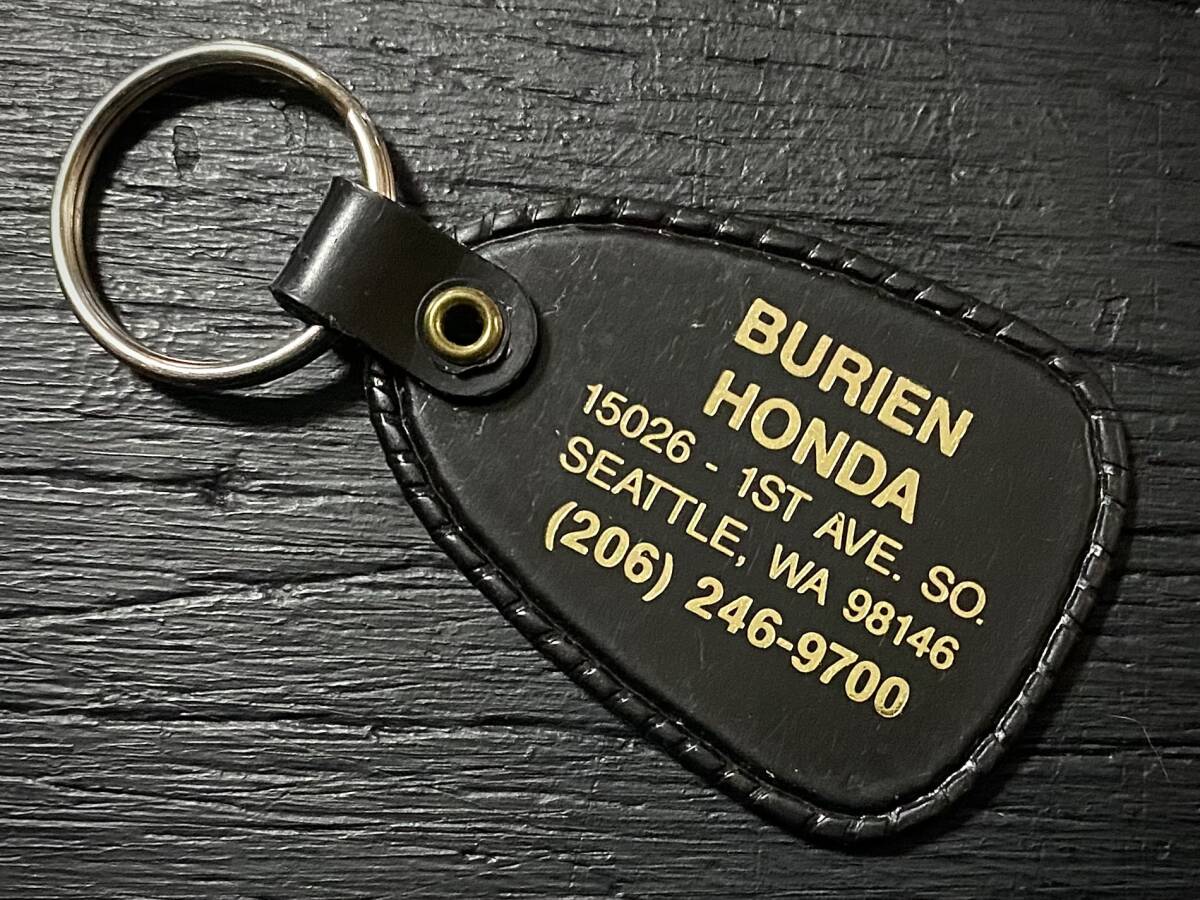 BURIEN
HONDA
15026 - 1ST AVE. SO.
SEATTLE, WA 98146
(206) 246-9700